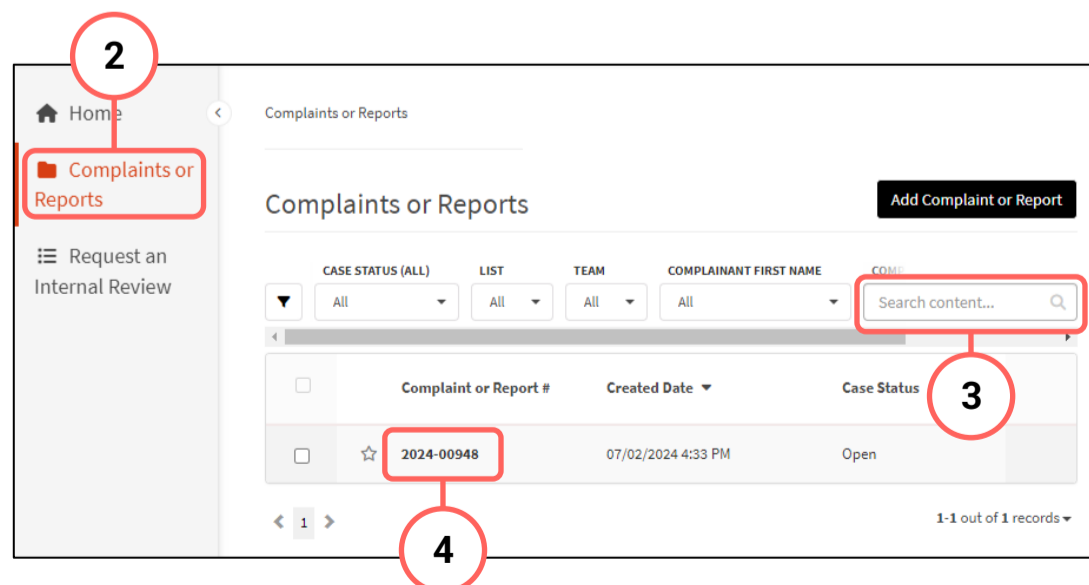 2
Home
Complaints or
Reports
Request an
Internal Review
Complaints or Reports
Complaints or Reports
Add Complaint or Report
CASE STATUS (ALL) LIST TEAM COMPLAINANT FIRST NAME
All All All All Search content...
3
Complaint or Report # Created Date Case Status
2024-00948 07/02/2024 4:33 PM Open
1
1-1 out of 1 records
4